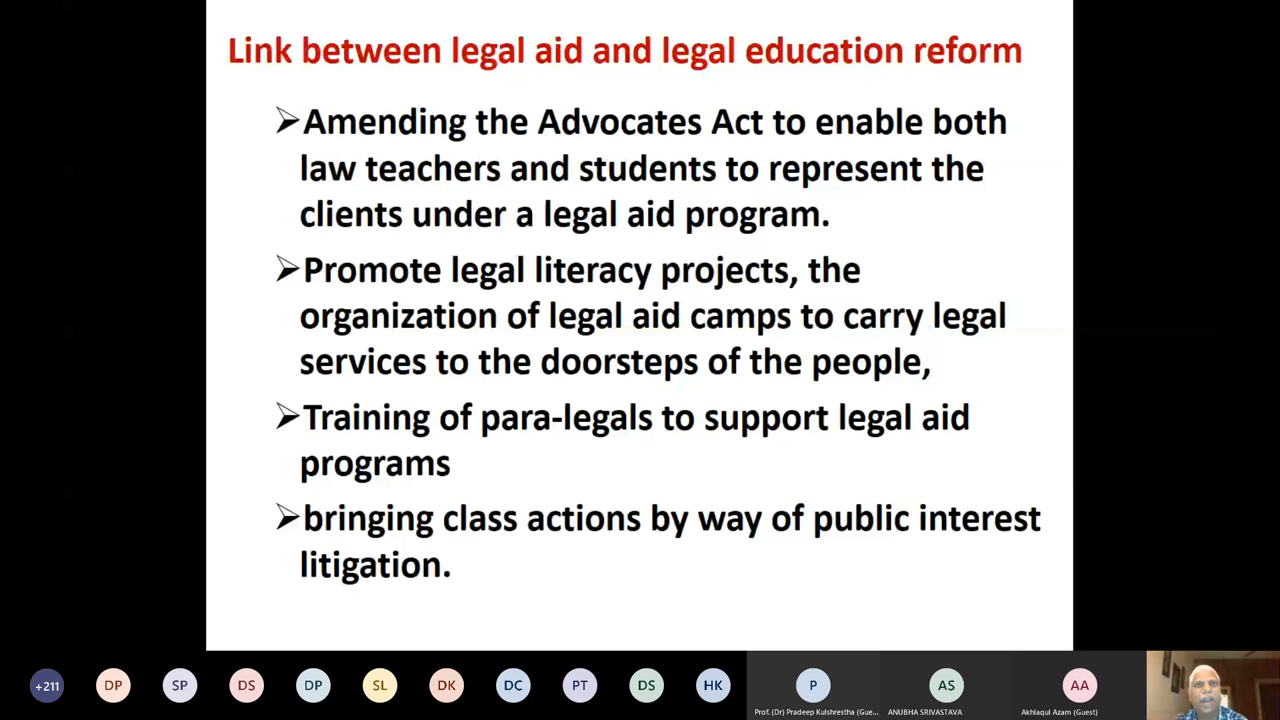 Link between legal aid and legal education reform
Amending the Advocates Act to enable both
law teachers and students to represent the
clients under a legal aid program.
Promote legal literacy projects, the
organization of legal aid camps to carry legal
services to the doorsteps of the people,
Training of para-legals to support legal aid
programs
bringing class actions by way of public interest
litigation.
+211 DP SP DS DP SL DK DC PT DS HK P AS AA
Prof. (Dr) Pradeep Kulshrestha (Gue... ANUBHA SRIVASTAVA Akhlaqul Azam (Guest)